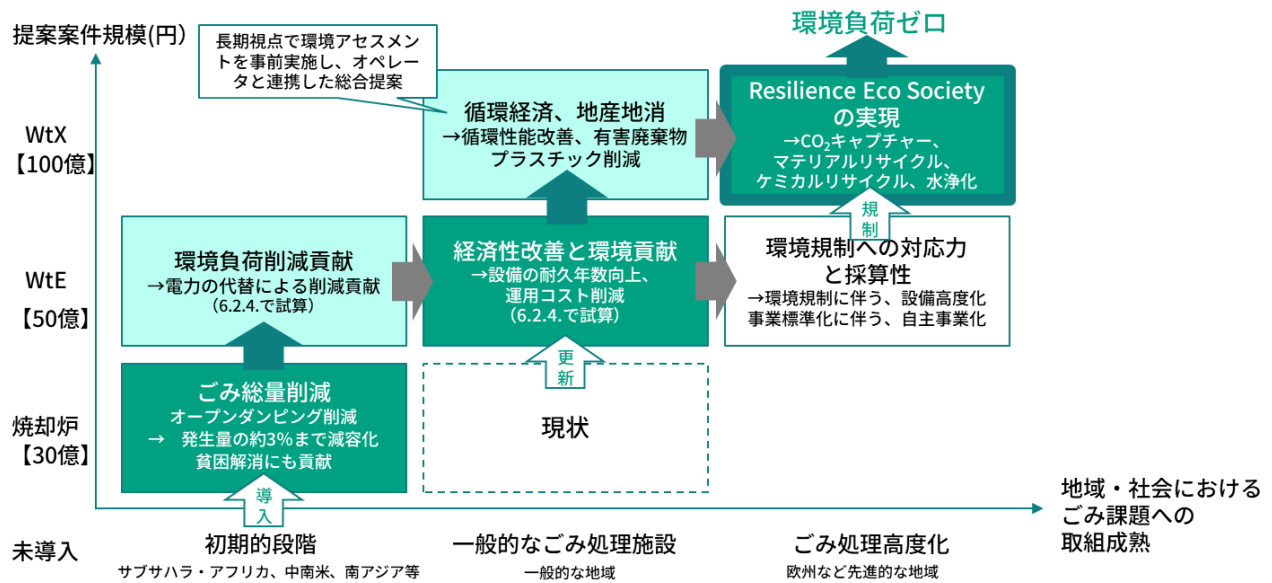 環境負荷ゼロ
提案案件規模(円)
長期視点で環境アセスメン
トを事前実施し、オペレー
タと連携した総合提案
WtX
【100億】
循環経済、地産地消
→循環性能改善、有害廃棄物
プラスチック削減
Resilience Eco Society
の実現
→CO₂キャプチャー、
マテリアルリサイクル、
ケミカルリサイクル、水浄化
規
制
WtE
【50億】
環境負荷削減貢献
→電力の代替による削減貢献
（6.2.4.で試算）
経済性改善と環境貢献
→設備の耐久年数向上、
運用コスト削減
（6.2.4.で試算）
環境規制への対応力
と採算性
→環境規制に伴う、設備高度化
事業標準化に伴う、自主事業化
更
新
焼却炉
【30億】
ごみ総量削減
オープンダンピング削減
→　発生量の約3％まで減容化
貧困解消にも貢献
現状
導
入
地域・社会における
ごみ課題への
取組成熟
未導入
初期的段階
サブサハラ・アフリカ、中南米、南アジア等
一般的なごみ処理施設
一般的な地域
ごみ処理高度化
欧州など先進的な地域